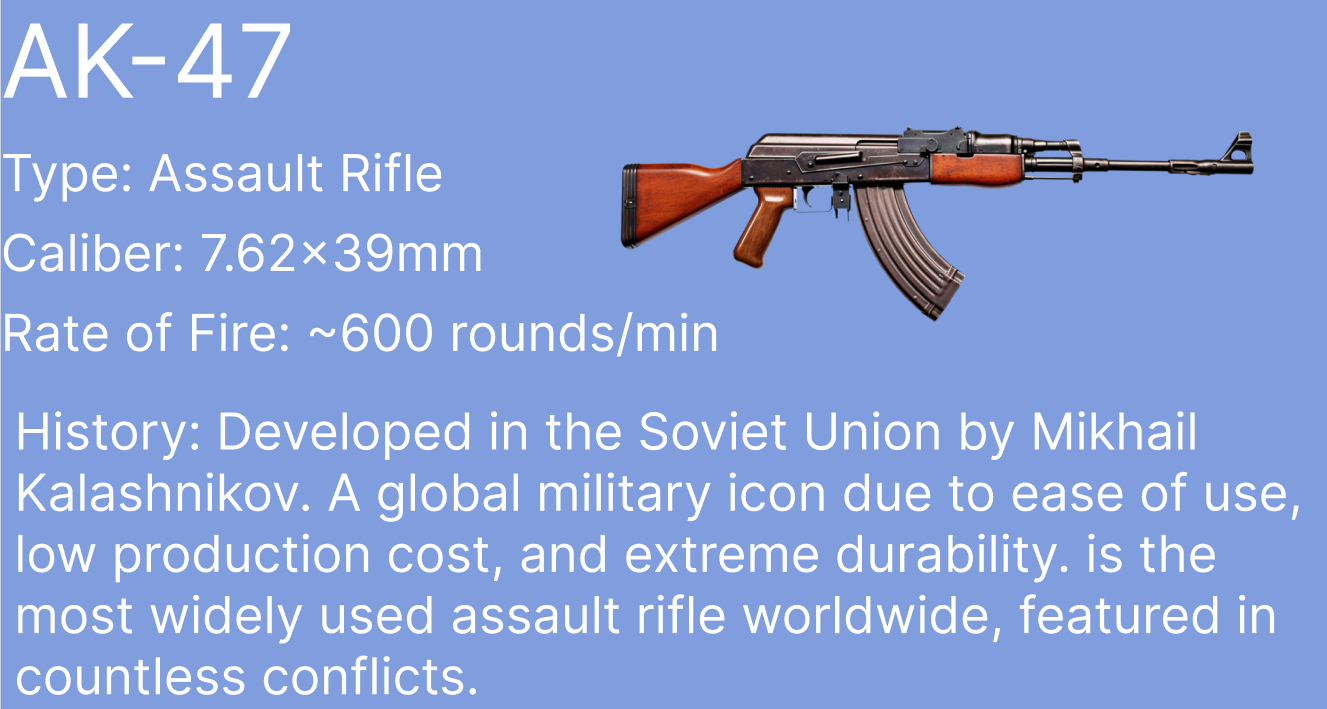 AK-47
Type: Assault Rifle
Caliber: 7.62×39mm
Rate of Fire: ~600 rounds/min
History: Developed in the Soviet Union by Mikhail
Kalashnikov. A global military icon due to ease of use,
low production cost, and extreme durability. is the
most widely used assault rifle worldwide, featured in
countless conflicts.